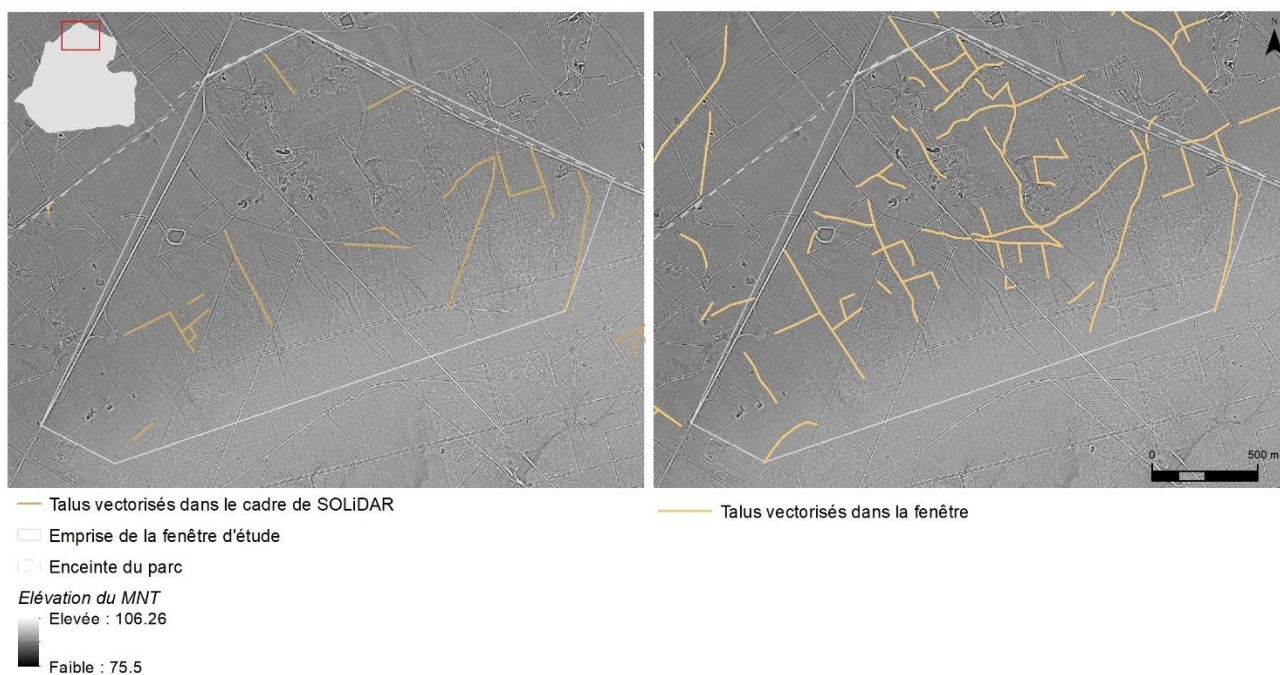 N
0 500 m
Talus vectorisés dans le cadre de SOLiDAR
Emprise de la fenêtre d'étude
Enceinte du parc
Elévation du MNT
Elevée : 106.26
Faible : 75.5
Talus vectorisés dans la fenêtre